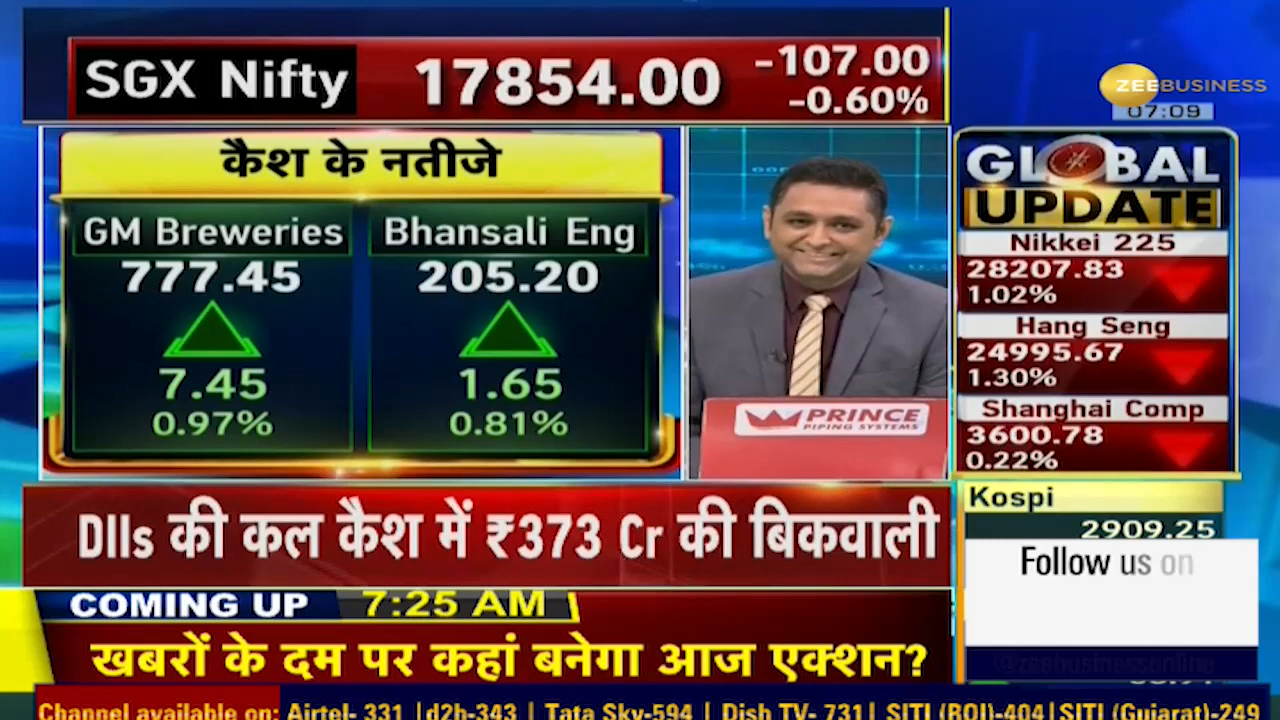 SGX Nifty 17854.00 -107.00
-0.60%
ZEEBUSINESS
07:09
कैश के नतीजे
GM Breweries
777.45
7.45
0.97%
Bhansali Eng
205.20
1.65
0.81%
PRINCE
PIPING SYSTEMS
GLOBAL
UPDATE
Nikkei 225
28207.83
1.02%
Hang Seng
24995.67
1.30%
Shanghai Comp
3600.78
0.22%
Kospi
2909.25
Follow us on
@zeebusinessonline
DIIs की कल कैश में ₹373 Cr की बिकवाली
COMING UP 7:25 AM
खबरों के दम पर कहां बनेगा आज एक्शन?
Channel available on: Airtel- 331 |d2h-343 | Tata Sky-594 | Dish TV- 731| SITI (ROI)-404|SITI (Gujarat)-249